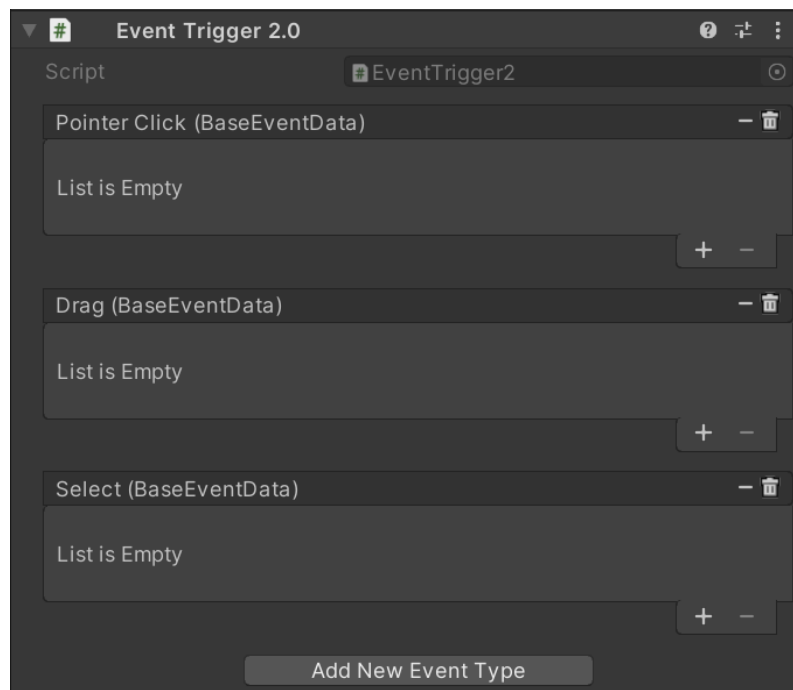 Event Trigger 2.0
Script EventTrigger2
Pointer Click (BaseEventData)
List is Empty
Drag (BaseEventData)
List is Empty
Select (BaseEventData)
List is Empty
Add New Event Type